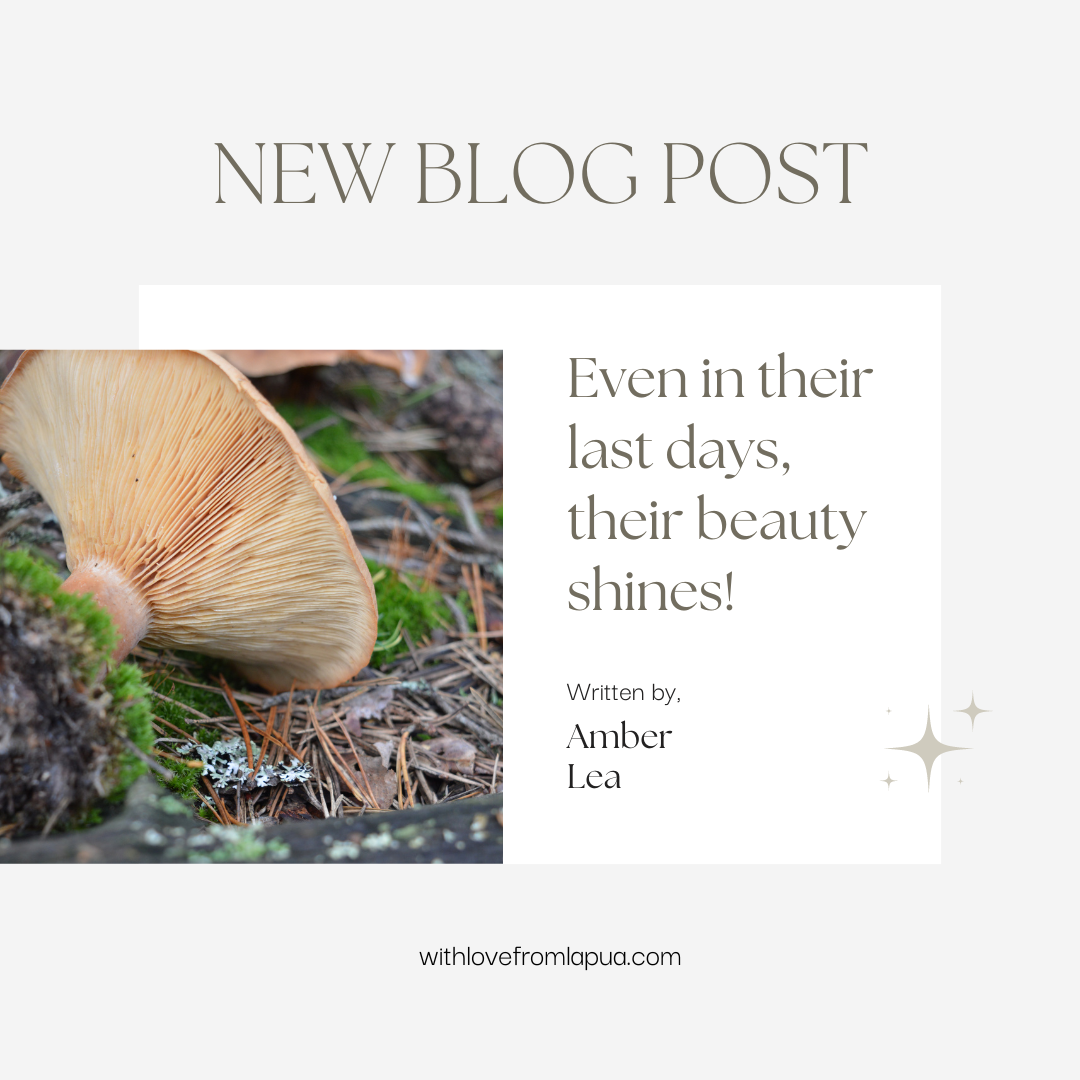 NEW BLOG POST
Even in their
last days,
their beauty
shines!
Written by,
Amber
Lea
withlovefromlapua.com